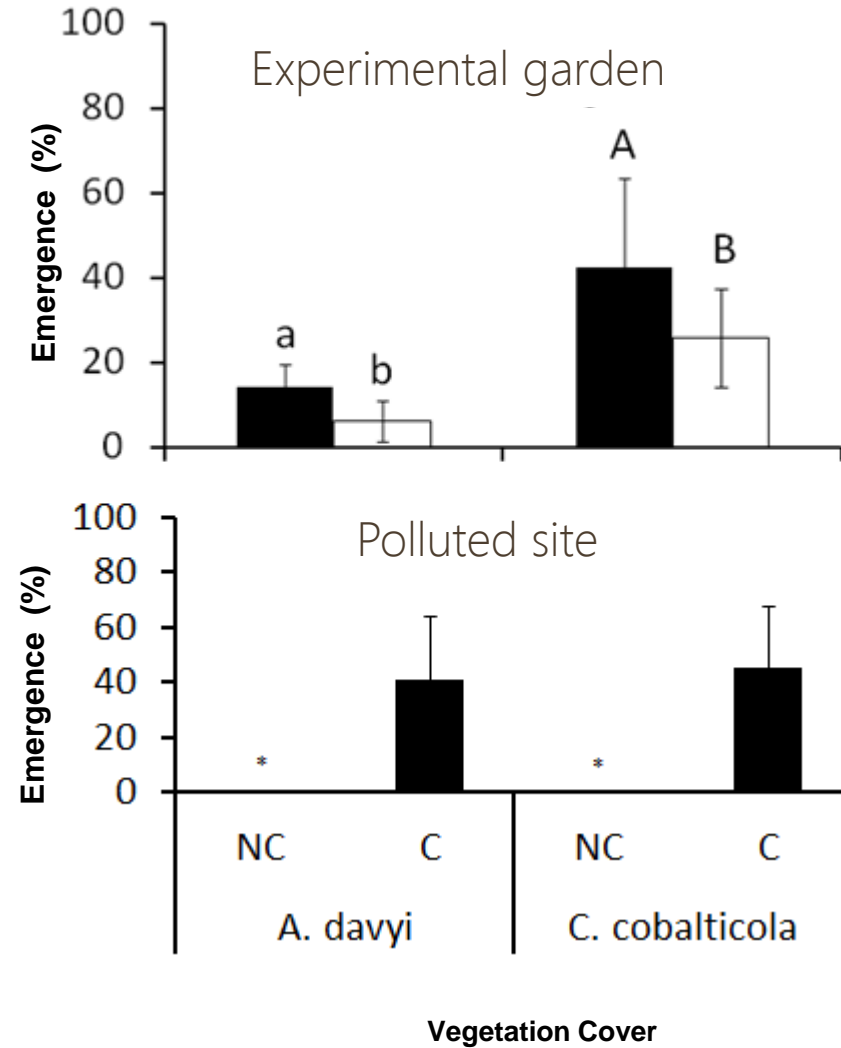 Experimental garden
Emergence (%)
100
80
60
40
20
0
a
b
A
B
Polluted site
Emergence (%)
100
80
60
40
20
0
*
*
NC
C
NC
C
A. davyi
C. cobalticola
Vegetation Cover